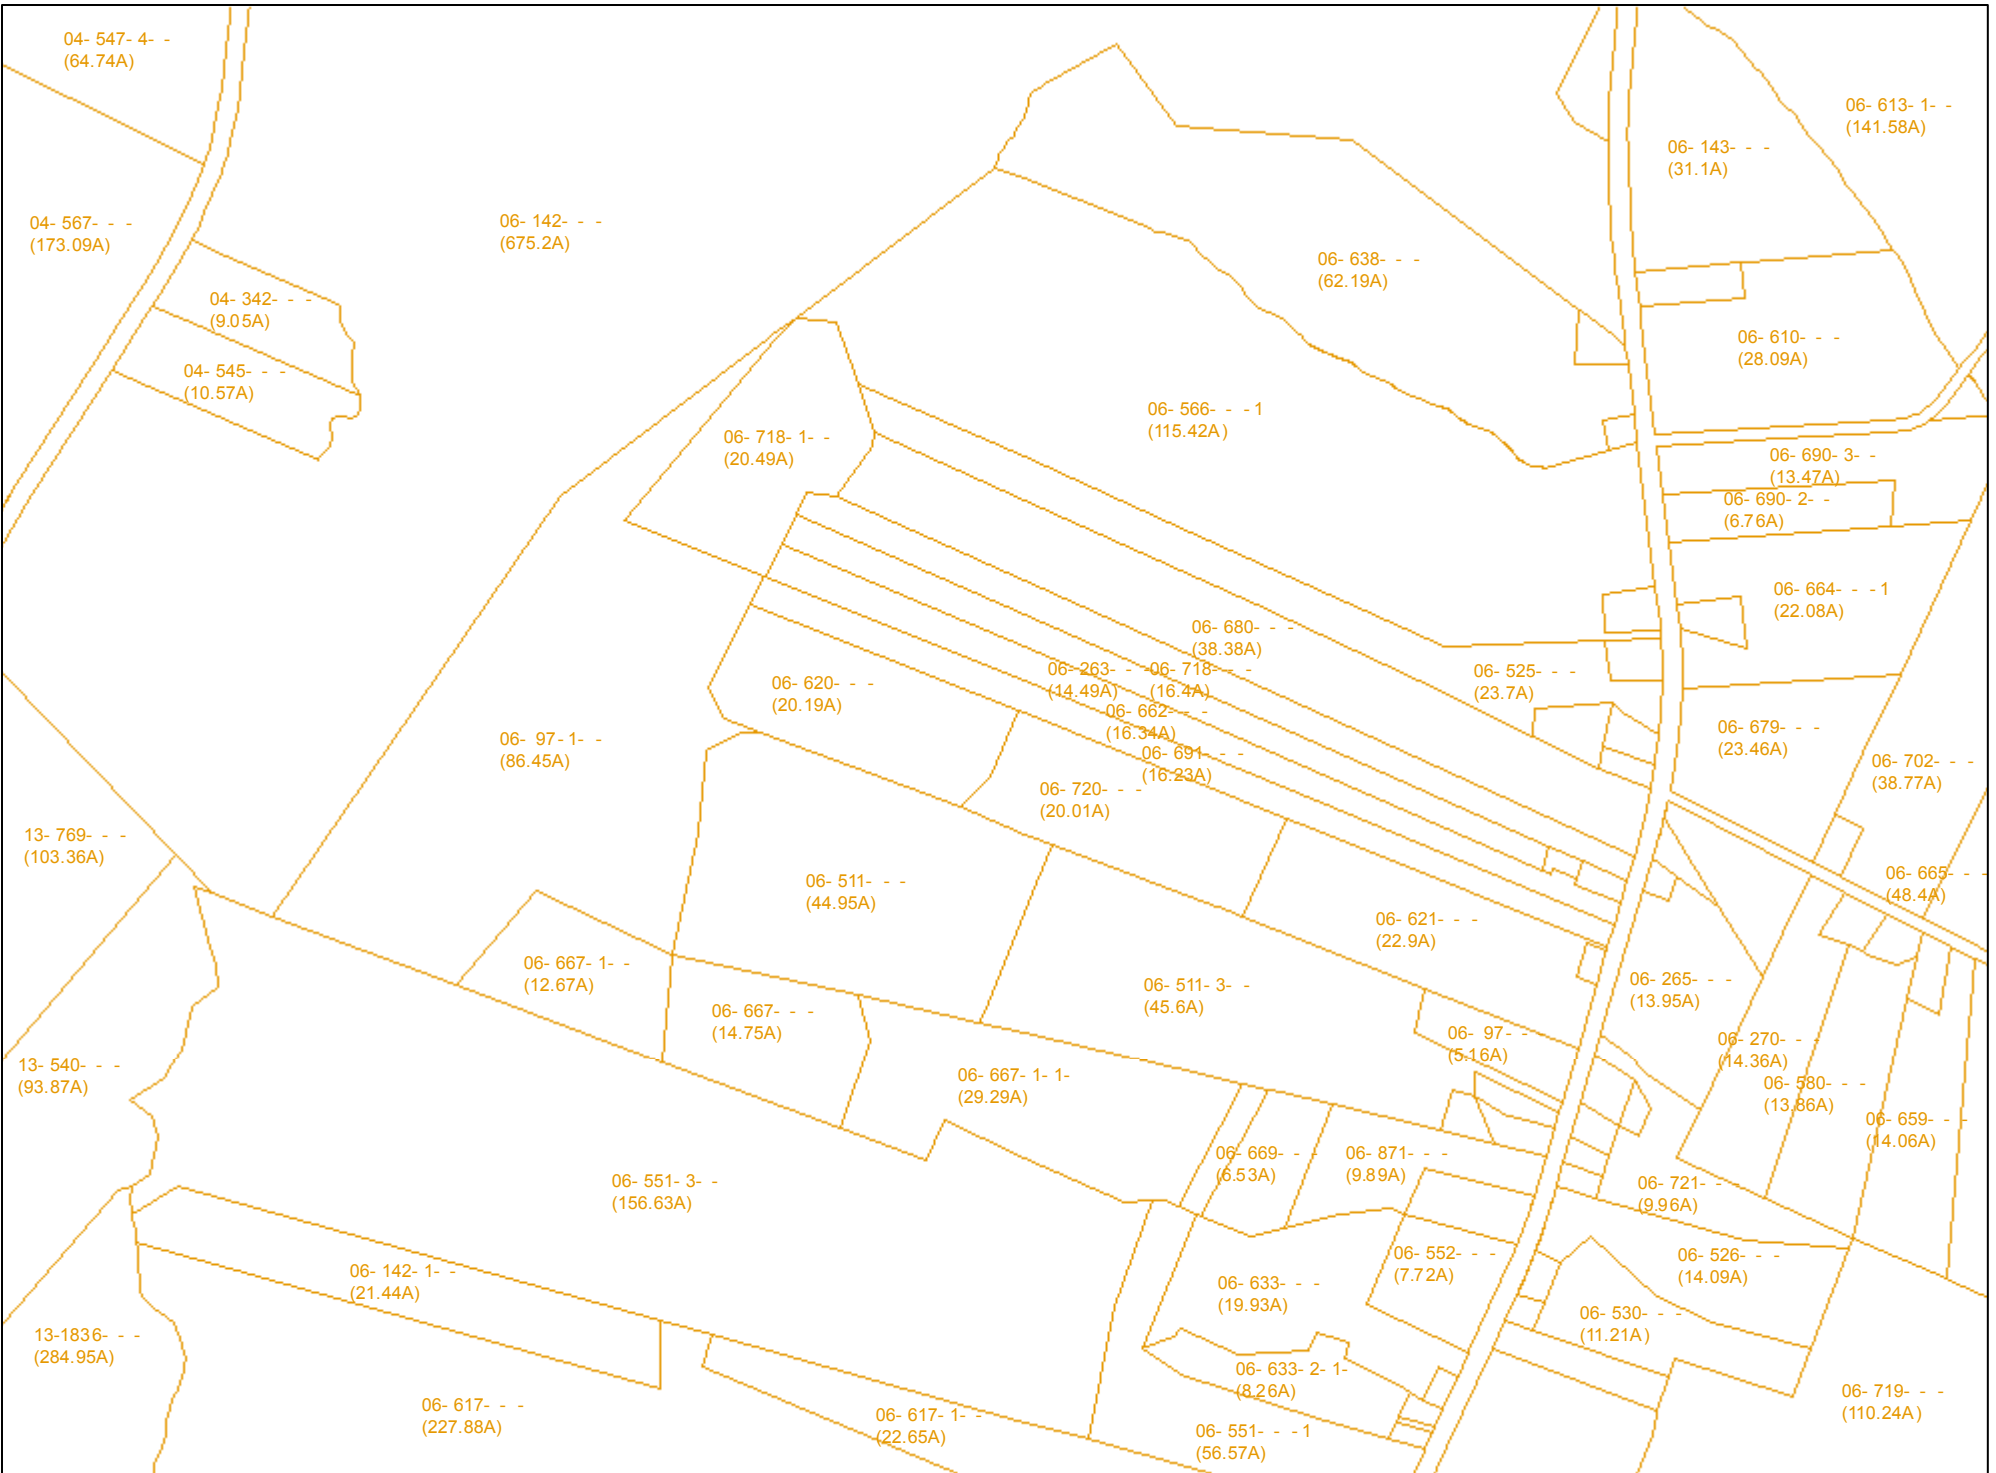 04- 547- 4- -
(64.74A)
06- 613- 1- -
(141.58A)
06- 143- - -
(31.1A)
04- 567- - -
(173.09A)
06- 142- - -
(675.2A)
06- 638- - -
(62.19A)
04- 342- - -
(9.05A)
06- 610- - -
(28.09A)
04- 545- - -
(10.57A)
06- 566- - - 1
(115.42A)
06- 718- 1- -
(20.49A)
06- 690- 3- -
(13.47A)
06- 690- 2- -
(6.76A)
06- 664- - - 1
(22.08A)
06- 680- - -
(38.38A)
06- 263- - -
(14.49A)
06- 718- - -
(16.4A)
06- 525- - -
(23.7A)
06- 620- - -
(20.19A)
06- 662- - -
(16.34A)
06- 679- - -
(23.46A)
06- 97- 1- -
(86.45A)
06- 691- - -
(16.23A)
06- 702- - -
(38.77A)
06- 720- - -
(20.01A)
13- 769- - -
(103.36A)
06- 665- - -
(48.4A)
06- 511- - -
(44.95A)
06- 621- - -
(22.9A)
06- 667- 1- -
(12.67A)
06- 265- - -
(13.95A)
06- 511- 3- -
(45.6A)
06- 667- - -
(14.75A)
06- 97- - -
(5.16A)
06- 270- - -
(14.36A)
13- 540- - -
(93.87A)
06- 667- 1- 1-
(29.29A)
06- 580- - -
(13.86A)
06- 659- - -
(14.06A)
06- 669- - -
(6.53A)
06- 871- - -
(9.89A)
06- 551- 3- -
(156.63A)
06- 721- - -
(9.96A)
06- 552- - -
(7.72A)
06- 526- - -
(14.09A)
06- 142- 1- -
(21.44A)
06- 633- - -
(19.93A)
06- 530- - -
(11.21A)
13-1836- - -
(284.95A)
06- 633- 2- 1-
(8.26A)
06- 719- - -
(110.24A)
06- 617- - -
(227.88A)
06- 617- 1- -
(22.65A)
06- 551- - - 1
(56.57A)